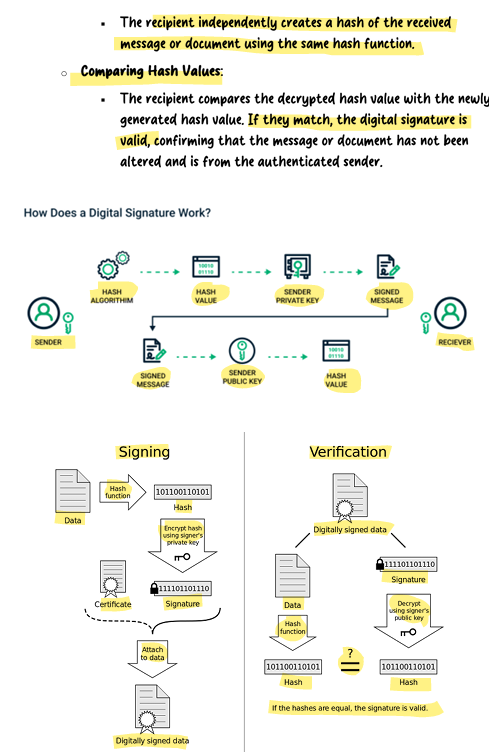 ▪ The recipient independently creates a hash of the received
message or document using the same hash function.
○ Comparing Hash Values:
▪ The recipient compares the decrypted hash value with the newly
generated hash value. If they match, the digital signature is
valid, confirming that the message or document has not been
altered and is from the authenticated sender.
How Does a Digital Signature Work?
HASH
ALGORITHIM
10010
01110
HASH
VALUE
SENDER
PRIVATE KEY
SIGNED
MESSAGE
SENDER
RECIEVER
SIGNED
MESSAGE
SENDER
PUBLIC KEY
10010
01110
HASH
VALUE
Signing
Data
Hash
function
101100110101
Hash
Encrypt hash
using signer's
private key
Certificate
111101101110
Signature
Attach
to data
Digitally signed data
Verification
Digitally signed data
Data
Hash
function
101100110101
Hash
111101101110
Signature
Decrypt
using signer's
public key
101100110101
Hash
?
=
If the hashes are equal, the signature is valid.